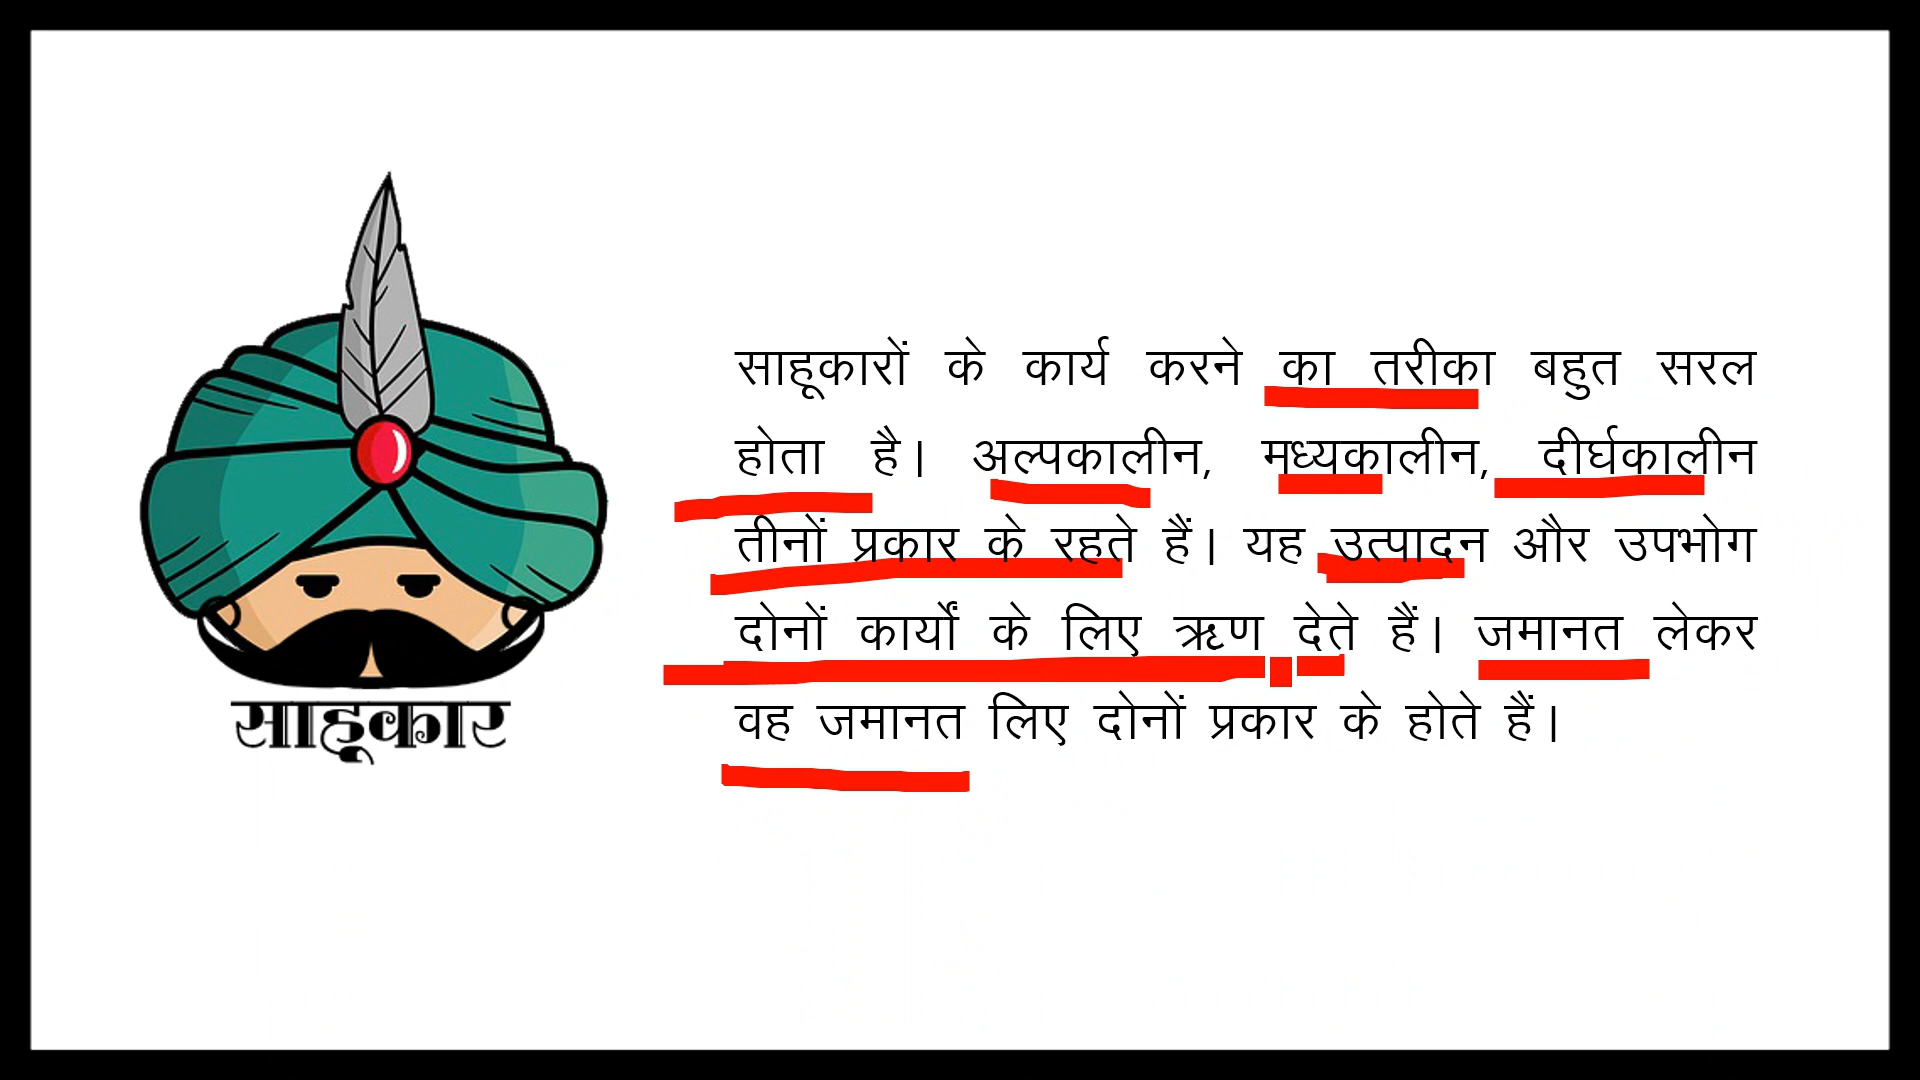 साहूकारों के कार्य करने का तरीका बहुत सरल
होता है। अल्पकालीन, मध्यकालीन, दीर्घकालीन
तीनों प्रकार के रहते हैं। यह उत्पादन और उपभोग
दोनों कार्यों के लिए ऋण देते हैं। जमानत लेकर
वह जमानत लिए दोनों प्रकार के होते हैं।
साहूकार